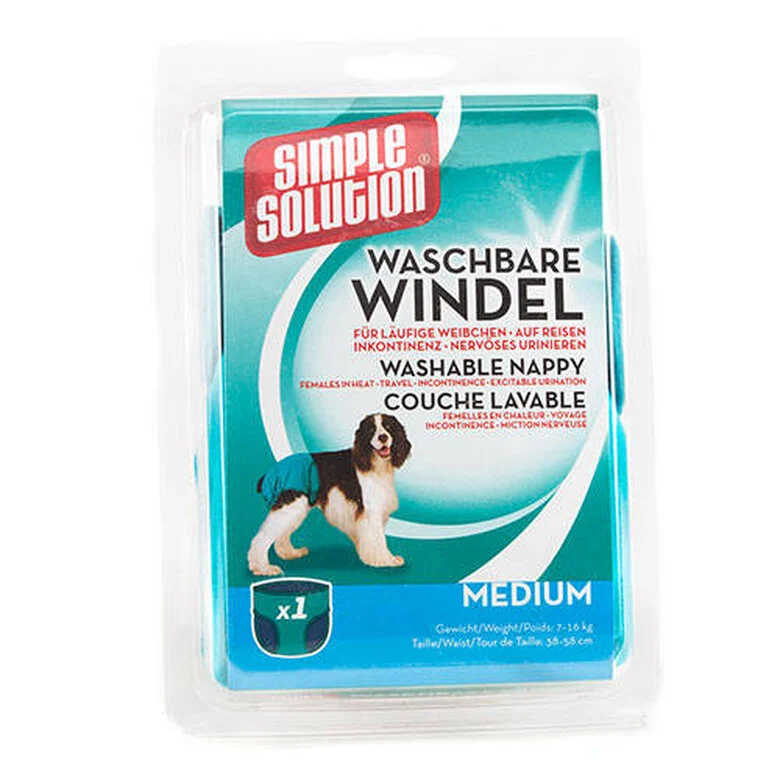 SIMPLE
SOLUTION®
WASCHBARE
WINDEL
FÜR LÄUFIGE WEIBCHEN · AUF REISEN
INKONTINENZ · NERVÖSES URINIEREN
WASHABLE NAPPY
FEMALES IN HEAT · TRAVEL · INCONTINENCE · EXCITABLE URINATION
COUCHE LAVABLE
FEMELLES EN CHALEUR · VOYAGE
INCONTINENCE · MICTION NERVEUSE
x1
MEDIUM
Gewicht/Weight/Poids: 7-16 kg
Taille/Waist/Tour de Taille: 38-58 cm